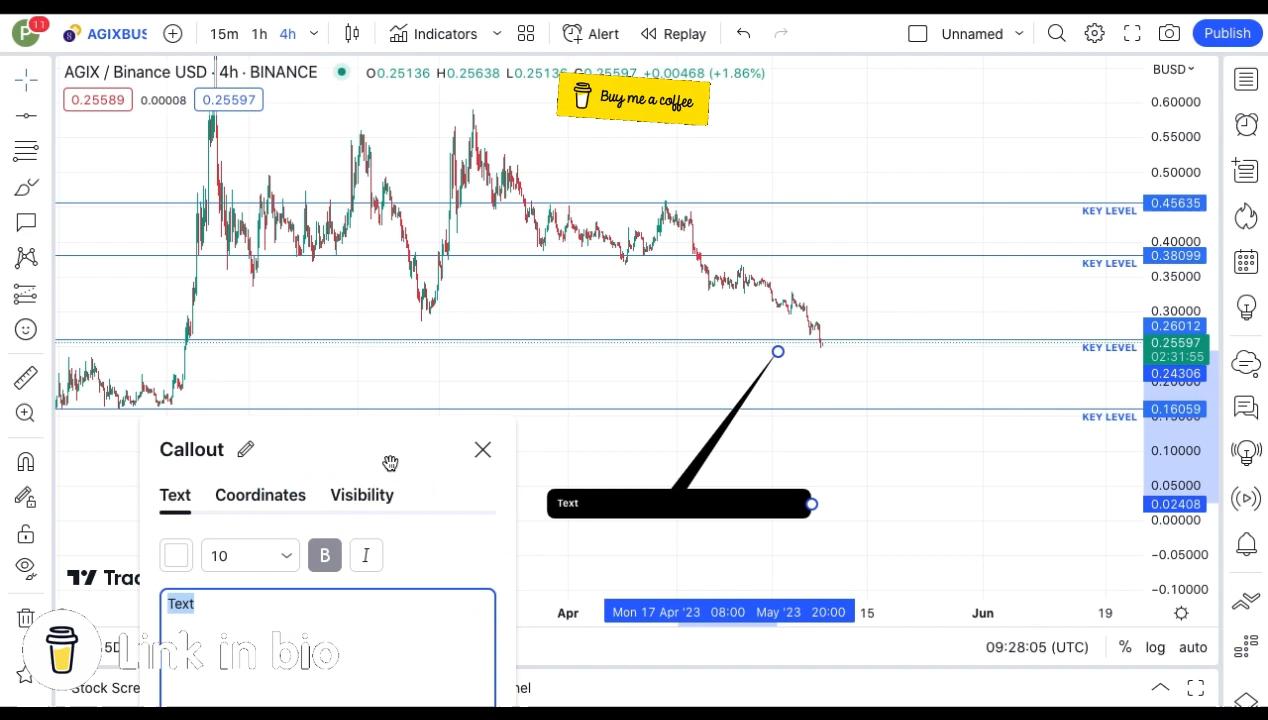 P 11 AGIXBUS 15m 1h 4h Indicators Alert Replay Unnamed Publish
AGIX / Binance USD · 4h · BINANCE O0.25136 H0.25638 L0.25136 C0.25597 +0.00468 (+1.86%) BUSD
0.25589 0.00008 0.25597
Buy me a coffee
0.60000
0.55000
0.50000
0.45635
KEY LEVEL
0.40000
0.38099
KEY LEVEL
0.35000
0.30000
0.26012
0.25597
KEY LEVEL
02:31:55
0.24306
0.20000
0.16059
KEY LEVEL
0.15000
0.10000
0.05000
0.02408
0.00000
−0.05000
−0.10000
Callout
Text Coordinates Visibility
10 B I
Text
Text
Trad
Apr Mon 17 Apr '23 08:00 May '23 20:00 15 Jun 19
5D 09:28:05 (UTC) % log auto
Link in bio
Stock Scre nel